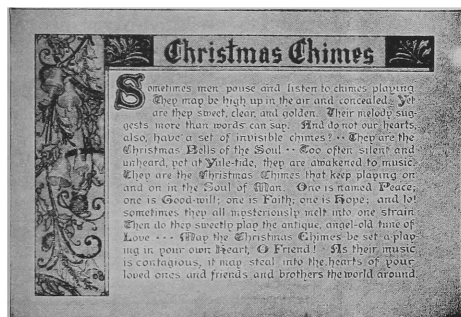 Christmas Chimes
Sometimes men pause and listen to chimes playing
They may be high up in the air and concealed. Yet
are they sweet, clear, and golden. Their melody sug-
gests more than words can say. And do not our hearts,
also, have a set of invisible chimes? ·· They are the
Christmas Bells of the Soul ·· Too often silent and
unheard, yet at Yule-tide, they are awakened to music.
They are the Christmas Chimes that keep playing on
and on in the Soul of Man. One is named Peace;
one is Good-will; one is Faith; one is Hope; and lo!
sometimes they all mysteriously melt into one strain
Then do they sweetly play the antique, angel-old tune of
Love ··· May the Christmas Chimes be set a-play
ing in your own Heart, O Friend! As their music
is contagious, it may steal into the hearts of your
loved ones and friends and brothers the world around.